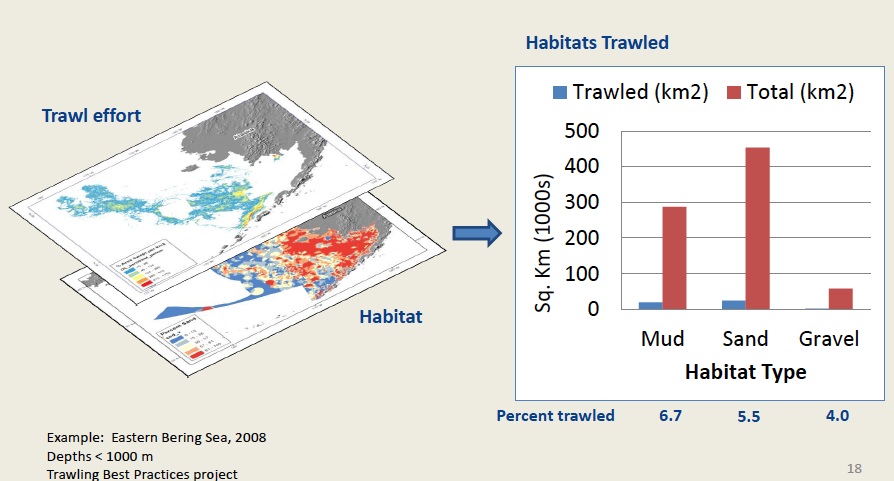 Habitats Trawled
Trawl effort
Habitat
Trawled (km2) Total (km2)
500
400
300
200
100
0
Sq. Km (1000s)
Mud Sand Gravel
Habitat Type
Percent trawled 6.7 5.5 4.0
Example: Eastern Bering Sea, 2008
Depths < 1000 m
Trawling Best Practices project
18